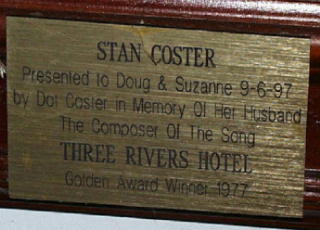 STAN COSTER
Presented to Doug & Suzanne 9-6-97
by Dot Coster in Memory Of Her Husband
The Composer Of The Song
THREE RIVERS HOTEL
Golden Award Winner 1977